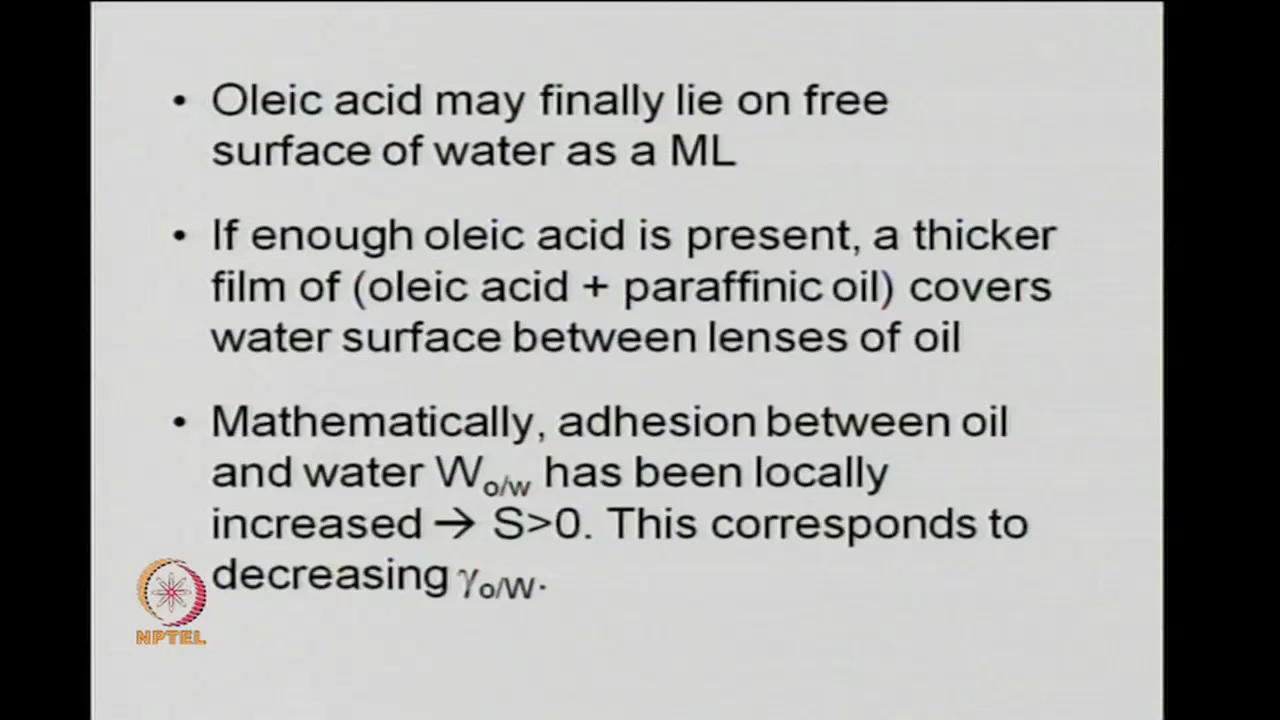 • Oleic acid may finally lie on free
surface of water as a ML
• If enough oleic acid is present, a thicker
film of (oleic acid + paraffinic oil) covers
water surface between lenses of oil
• Mathematically, adhesion between oil
and water Wo/w has been locally
increased → S>0. This corresponds to
decreasing γo/W.
NPTEL